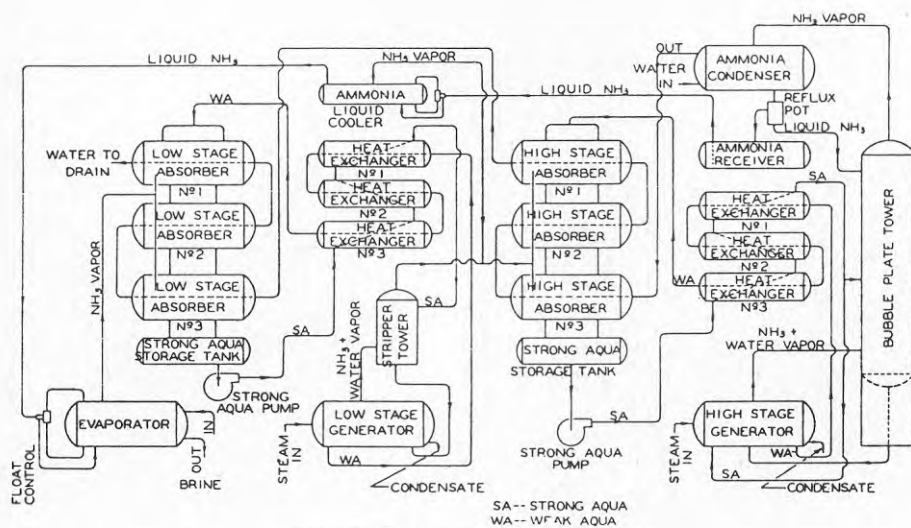 NH₃ VAPOR
OUT
WATER IN
AMMONIA
CONDENSER
REFLUX
POT
LIQUID NH₃
LIQUID NH₃
NH₃ VAPOR
AMMONIA
LIQUID
COOLER
LIQUID NH₃
AMMONIA
RECEIVER
WA
WATER TO
DRAIN
LOW STAGE
ABSORBER
Nº1
LOW STAGE
ABSORBER
Nº2
LOW STAGE
ABSORBER
Nº3
STRONG AQUA
STORAGE TANK
STRONG
AQUA PUMP
SA
NH₃ VAPOR
HEAT
EXCHANGER
Nº1
HEAT
EXCHANGER
Nº2
HEAT
EXCHANGER
Nº3
SA
STRIPPER
TOWER
NH₃ +
WATER VAPOR
LOW STAGE
GENERATOR
STEAM
IN
WA
CONDENSATE
HIGH STAGE
ABSORBER
Nº1
HIGH STAGE
ABSORBER
Nº2
HIGH STAGE
ABSORBER
Nº3
STRONG AQUA
STORAGE TANK
STRONG
AQUA PUMP
SA
SA
HEAT
EXCHANGER
Nº1
HEAT
EXCHANGER
Nº2
HEAT
EXCHANGER
Nº3
WA
BUBBLE PLATE TOWER
NH₃ +
WATER VAPOR
HIGH STAGE
GENERATOR
STEAM
IN
WA
SA
CONDENSATE
EVAPORATOR
IN
OUT
BRINE
FLOAT
CONTROL
SA-- STRONG AQUA
WA-- WEAK AQUA